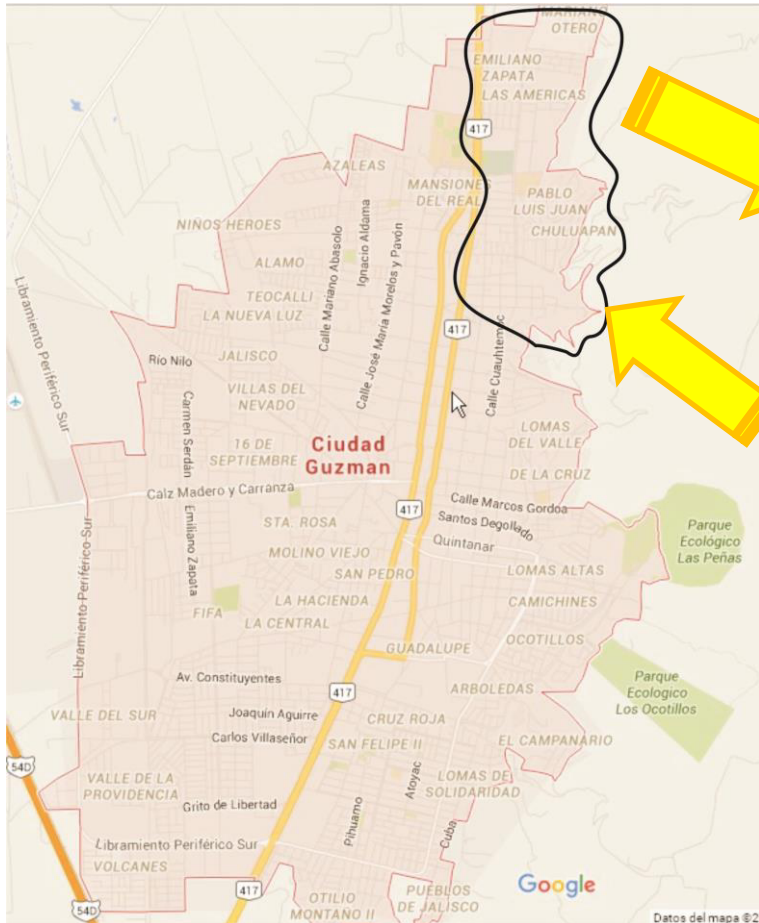 MARIANO
OTERO
EMILIANO
ZAPATA
LAS AMERICAS
417
AZALEAS
MANSIONES
DEL REAL
PABLO
LUIS JUAN
CHULUAPAN
NIÑOS HEROES
Calle Mariano Abasolo
Ignacio Aldama
Calle José María Morelos y Pavón
ALAMO
TEOCALLI
LA NUEVA LUZ
Libramiento Periférico Sur
417
Calle Cuauhtemoc
Río Nilo
JALISCO
VILLAS DEL
NEVADO
Carmen Serdán
16 DE
SEPTIEMBRE
Ciudad
Guzman
LOMAS
DEL VALLE
DE LA CRUZ
Calz Madero y Carranza
Calle Marcos Gordoa
417
Santos Degollado
Quintanar
Emiliano Zapata
STA. ROSA
MOLINO VIEJO
SAN PEDRO
LOMAS ALTAS
Parque
Ecológico
Las Peñas
Libramiento Periférico Sur
FIFA
LA HACIENDA
LA CENTRAL
CAMICHINES
OCOTILLOS
GUADALUPE
Av. Constituyentes
417
ARBOLEDAS
Parque
Ecologico
Los Ocotillos
VALLE DEL SUR
Joaquín Aguirre
Carlos Villaseñor
CRUZ ROJA
SAN FELIPE II
EL CAMPANARIO
54D
VALLE DE LA
PROVIDENCIA
Atoyac
LOMAS DE
SOLIDARIDAD
Grito de Libertad
Pihuamo
Cuba
Libramiento Periférico Sur
VOLCANES
417
OTILIO
MONTAÑO II
PUEBLOS
DE JALISCO
Google
54D
Datos del mapa ©2